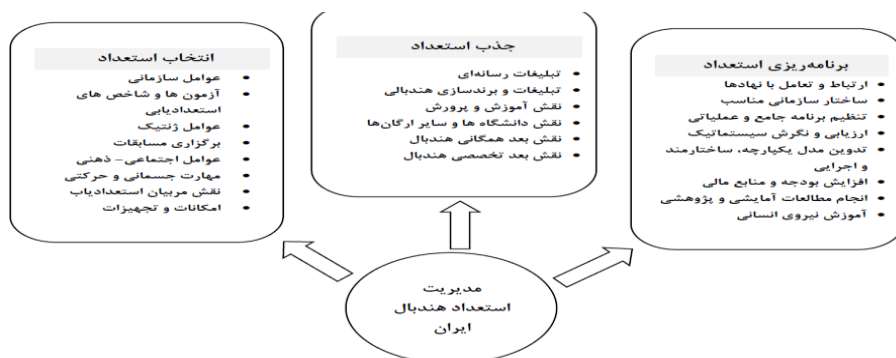 برنامه‌ریزی استعداد
ارتباط و تعامل با نهادها
ساختار سازمانی مناسب
تنظیم برنامه جامع و عملیاتی
ارزیابی و نگرش سیستماتیک
تدوین مدل یکپارچه، ساختارمند
و اجرایی
افزایش بودجه و منابع مالی
انجام مطالعات آمایشی و پژوهشی
آموزش نیروی انسانی
جذب استعداد
تبلیغات رسانه‌ای
تبلیغات و برندسازی هندبالی
نقش آموزش و پرورش
نقش دانشگاه ها و سایر ارگان‌ها
نقش بعد همگانی هندبال
نقش بعد تخصصی هندبال
انتخاب استعداد
عوامل سازمانی
آزمون ها و شاخص های
استعدادیابی
عوامل ژنتیک
برگزاری مسابقات
عوامل اجتماعی- ذهنی
مهارت جسمانی و حرکتی
نقش مربیان استعدادیاب
امکانات و تجهیزات
مدیریت
استعداد هندبال
ایران